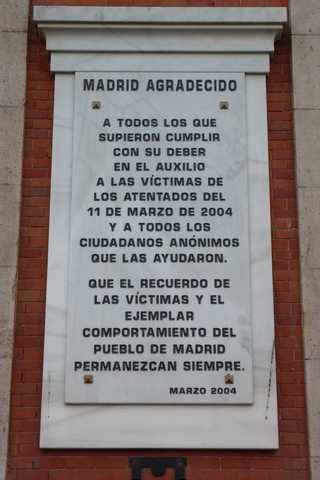 MADRID AGRADECIDO
A TODOS LOS QUE
SUPIERON CUMPLIR
CON SU DEBER
EN EL AUXILIO
A LAS VÍCTIMAS DE
LOS ATENTADOS DEL
11 DE MARZO DE 2004
Y A TODOS LOS
CIUDADANOS ANÓNIMOS
QUE LAS AYUDARON.
QUE EL RECUERDO DE
LAS VÍCTIMAS Y EL
EJEMPLAR
COMPORTAMIENTO DEL
PUEBLO DE MADRID
PERMANEZCAN SIEMPRE.
MARZO 2004